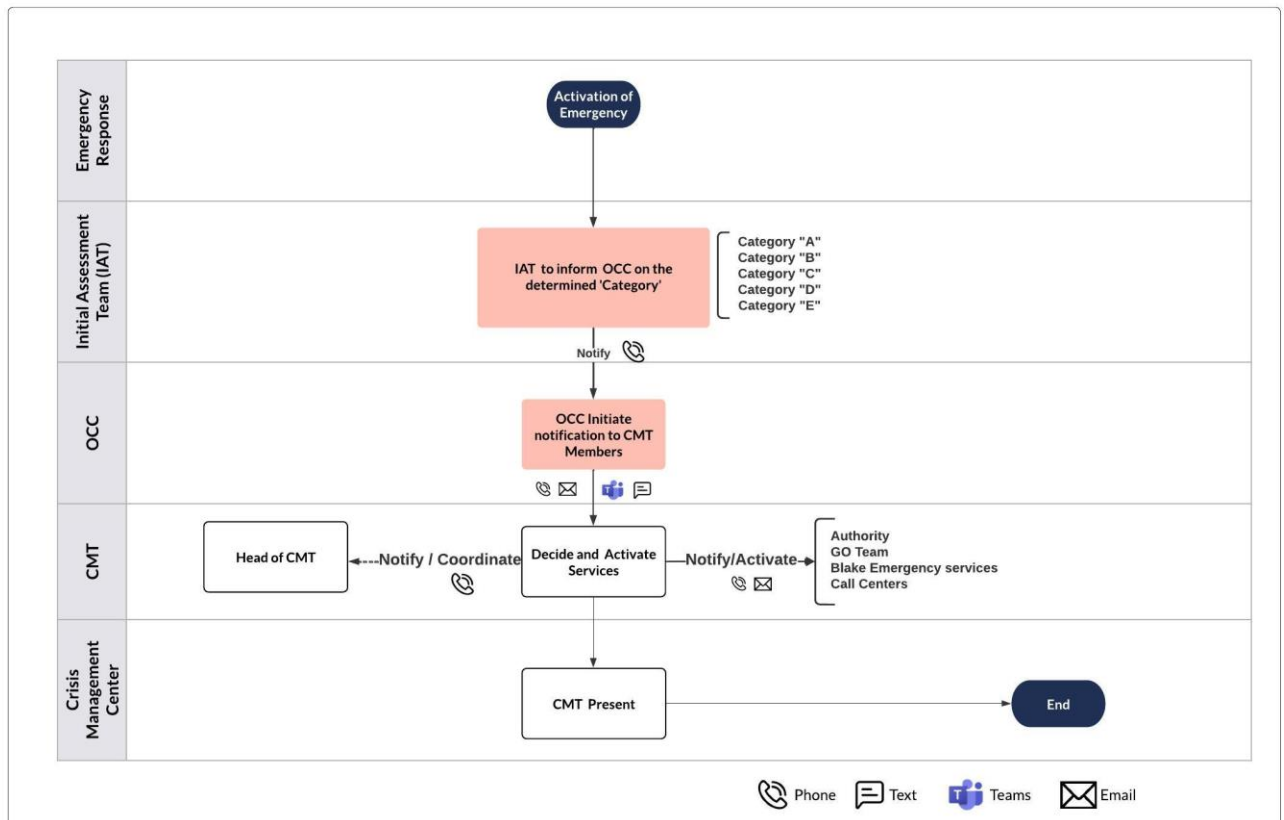 Emergency
Response
Activation of
Emergency
Initial Assessment
Team (IAT)
IAT to inform OCC on the
determined 'Category'
Category "A"
Category "B"
Category "C"
Category "D"
Category "E"
Notify
OCC
OCC Initiate
notification to CMT
Members
CMT
Head of CMT
Notify / Coordinate
Decide and Activate
Services
Notify/Activate
Authority
GO Team
Blake Emergency services
Call Centers
Crisis
Management
Center
CMT Present
End
Phone
Text
Teams
Email